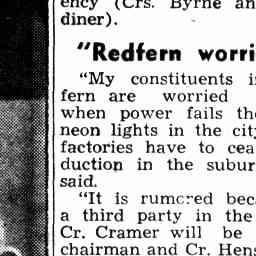 ency (Crs. Byrne an
diner).
"Redfern worri
"My constituents i
fern are worried
when power fails the
neon lights in the city
factories have to cea
duction in the subur
said.
"It is rumcred bec
a third party in the
Cr. Cramer will be
chairman and Cr. Hens